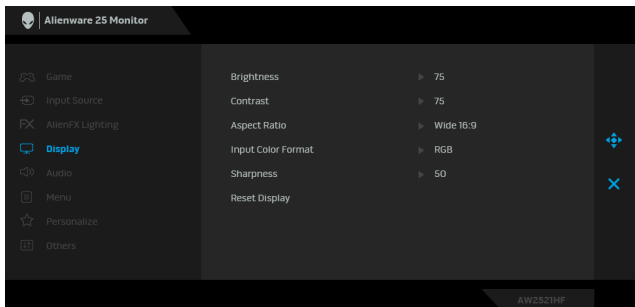 Alienware 25 Monitor
Game
Input Source
FX AlienFX Lighting
Display
Audio
Menu
Personalize
Others
Brightness 75
Contrast 75
Aspect Ratio Wide 16:9
Input Color Format RGB
Sharpness 50
Reset Display
AW2521HF